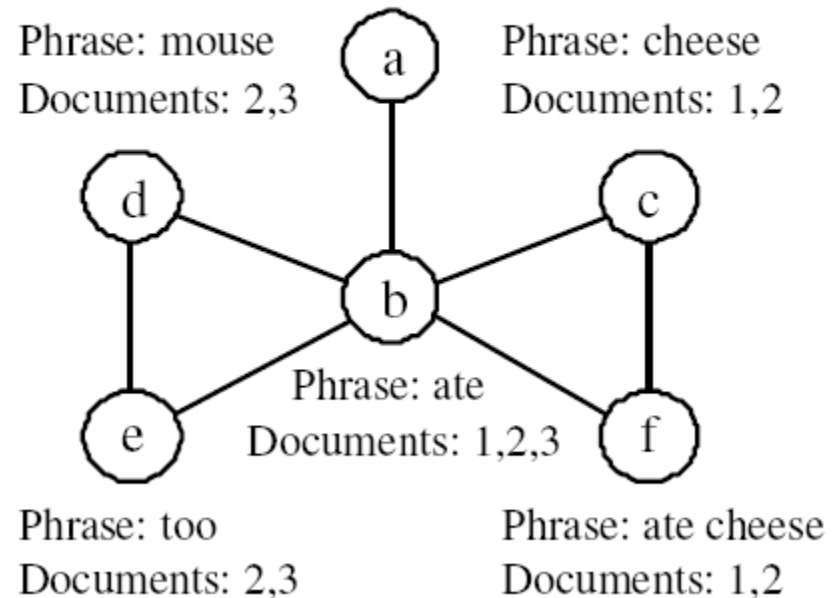 Phrase: mouse
Documents: 2,3
a
Phrase: cheese
Documents: 1,2
d
c
b
Phrase: ate
Documents: 1,2,3
e
f
Phrase: too
Documents: 2,3
Phrase: ate cheese
Documents: 1,2